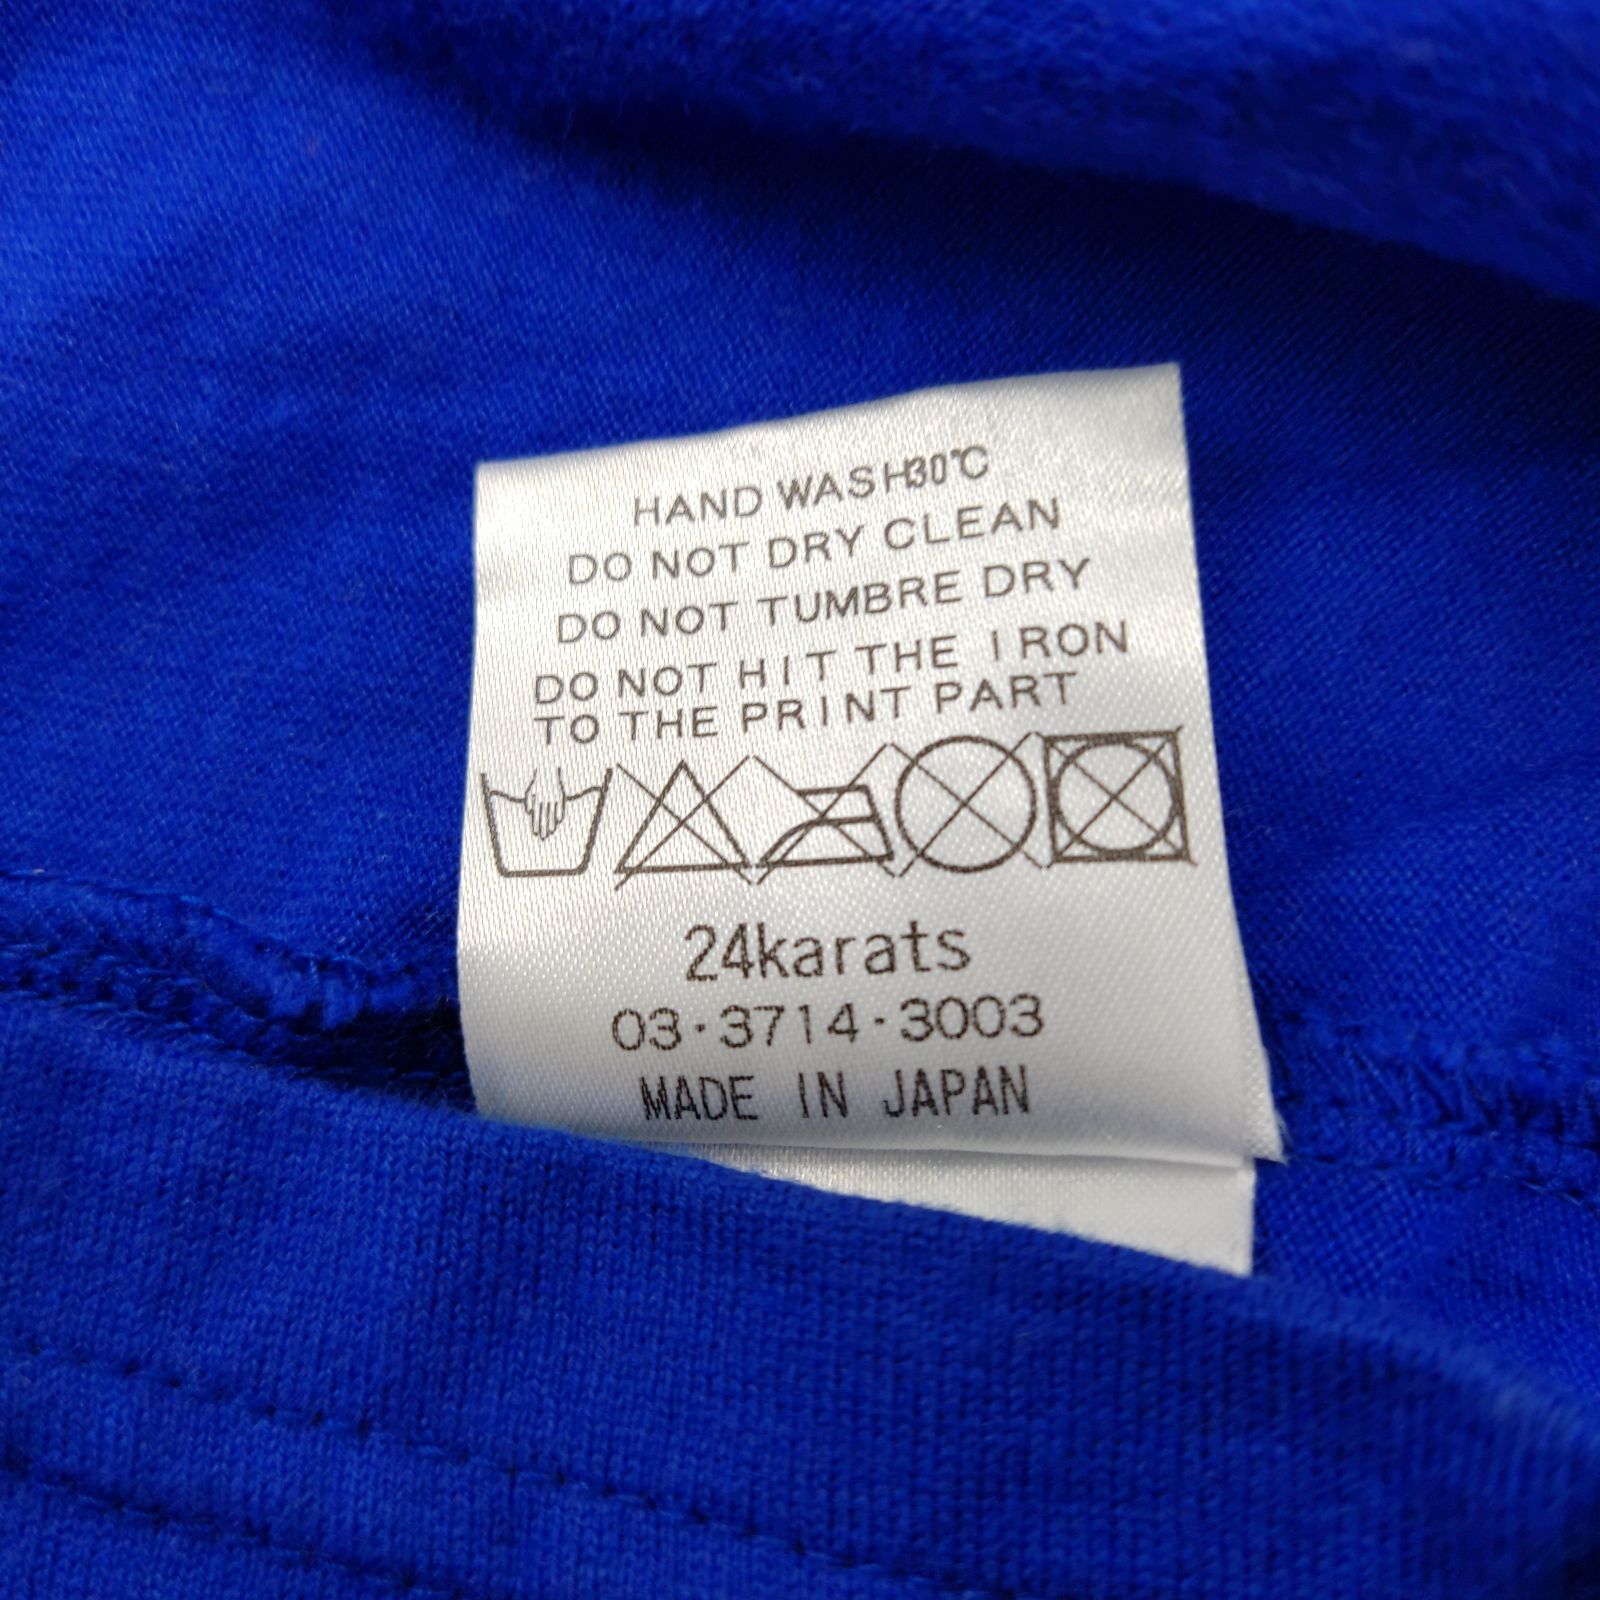 HAND WASH30℃
DO NOT DRY CLEAN
DO NOT TUMBRE DRY
DO NOT HIT THE IRON
TO THE PRINT PART
24karats
03-3714-3003
MADE IN JAPAN